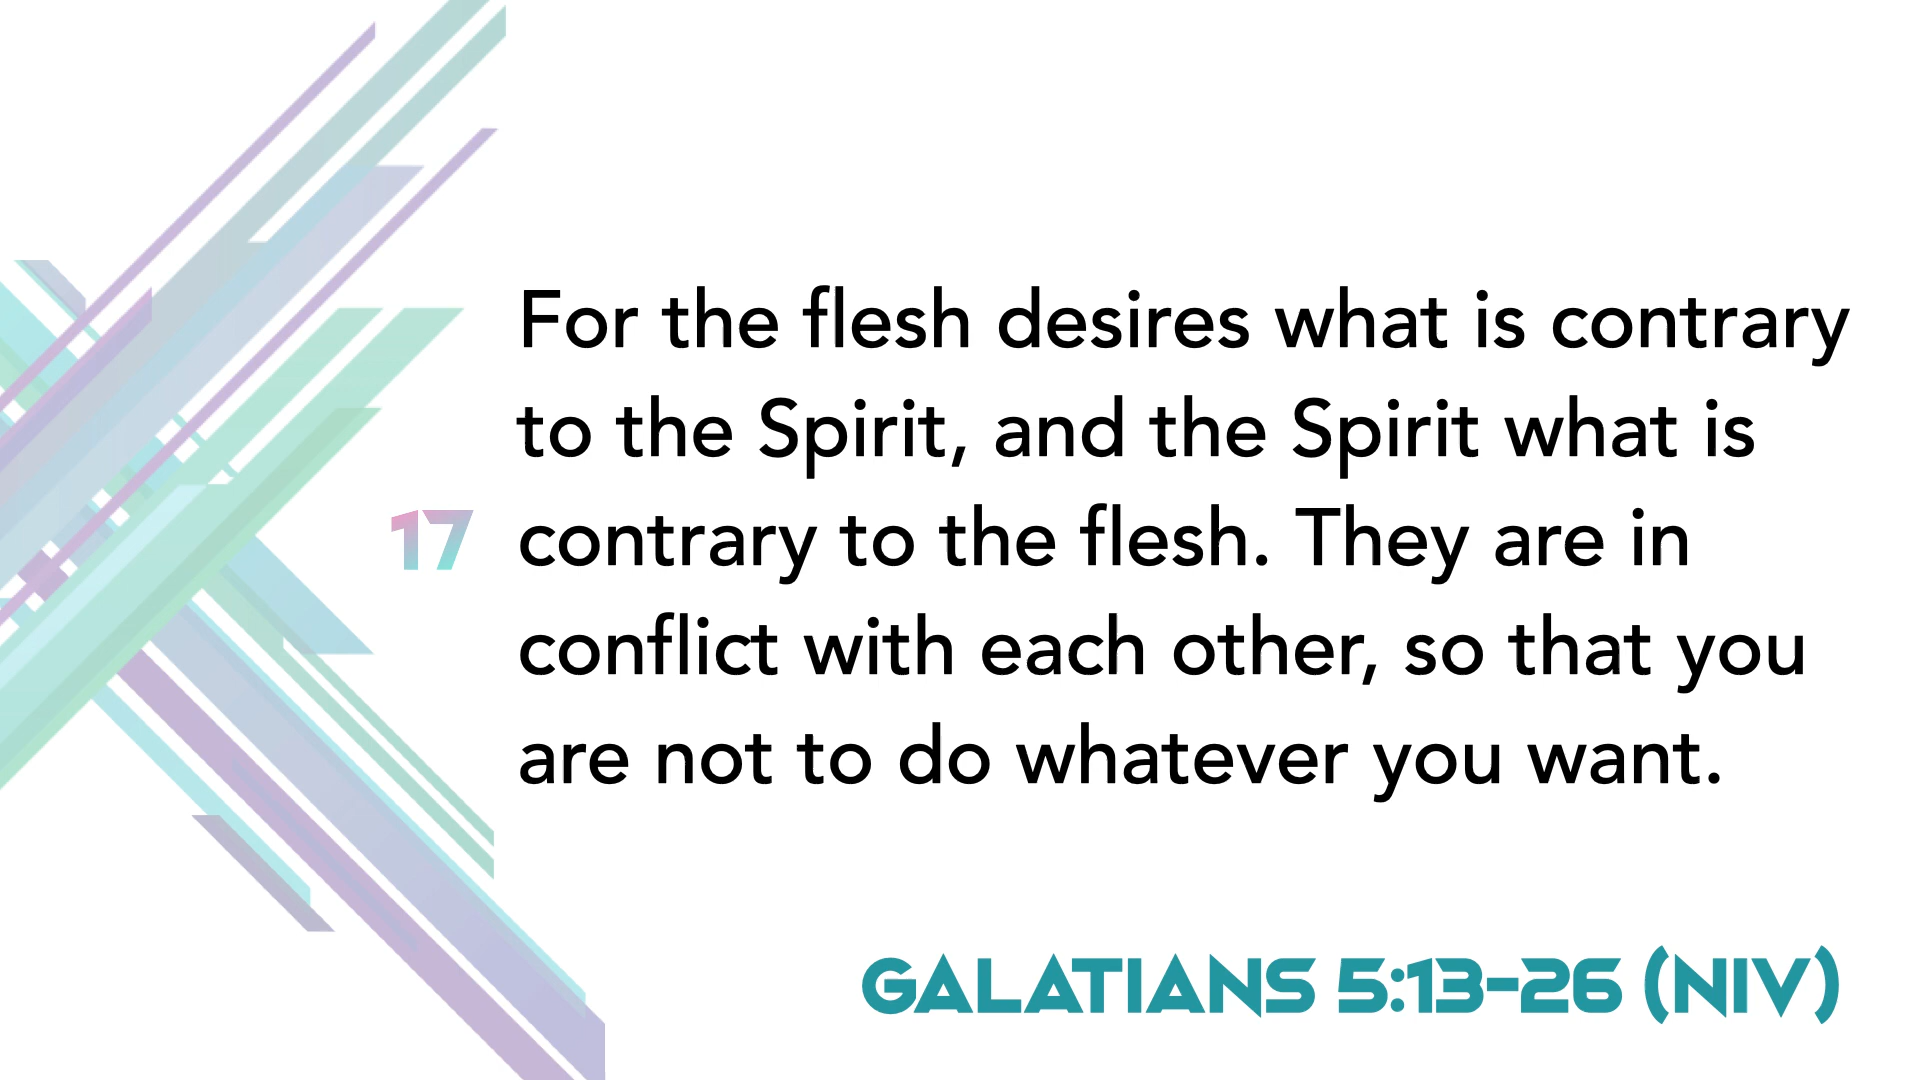 For the flesh desires what is contrary
to the Spirit, and the Spirit what is
17 contrary to the flesh. They are in
conflict with each other, so that you
are not to do whatever you want.
GALATIANS 5:13-26 (NIV)